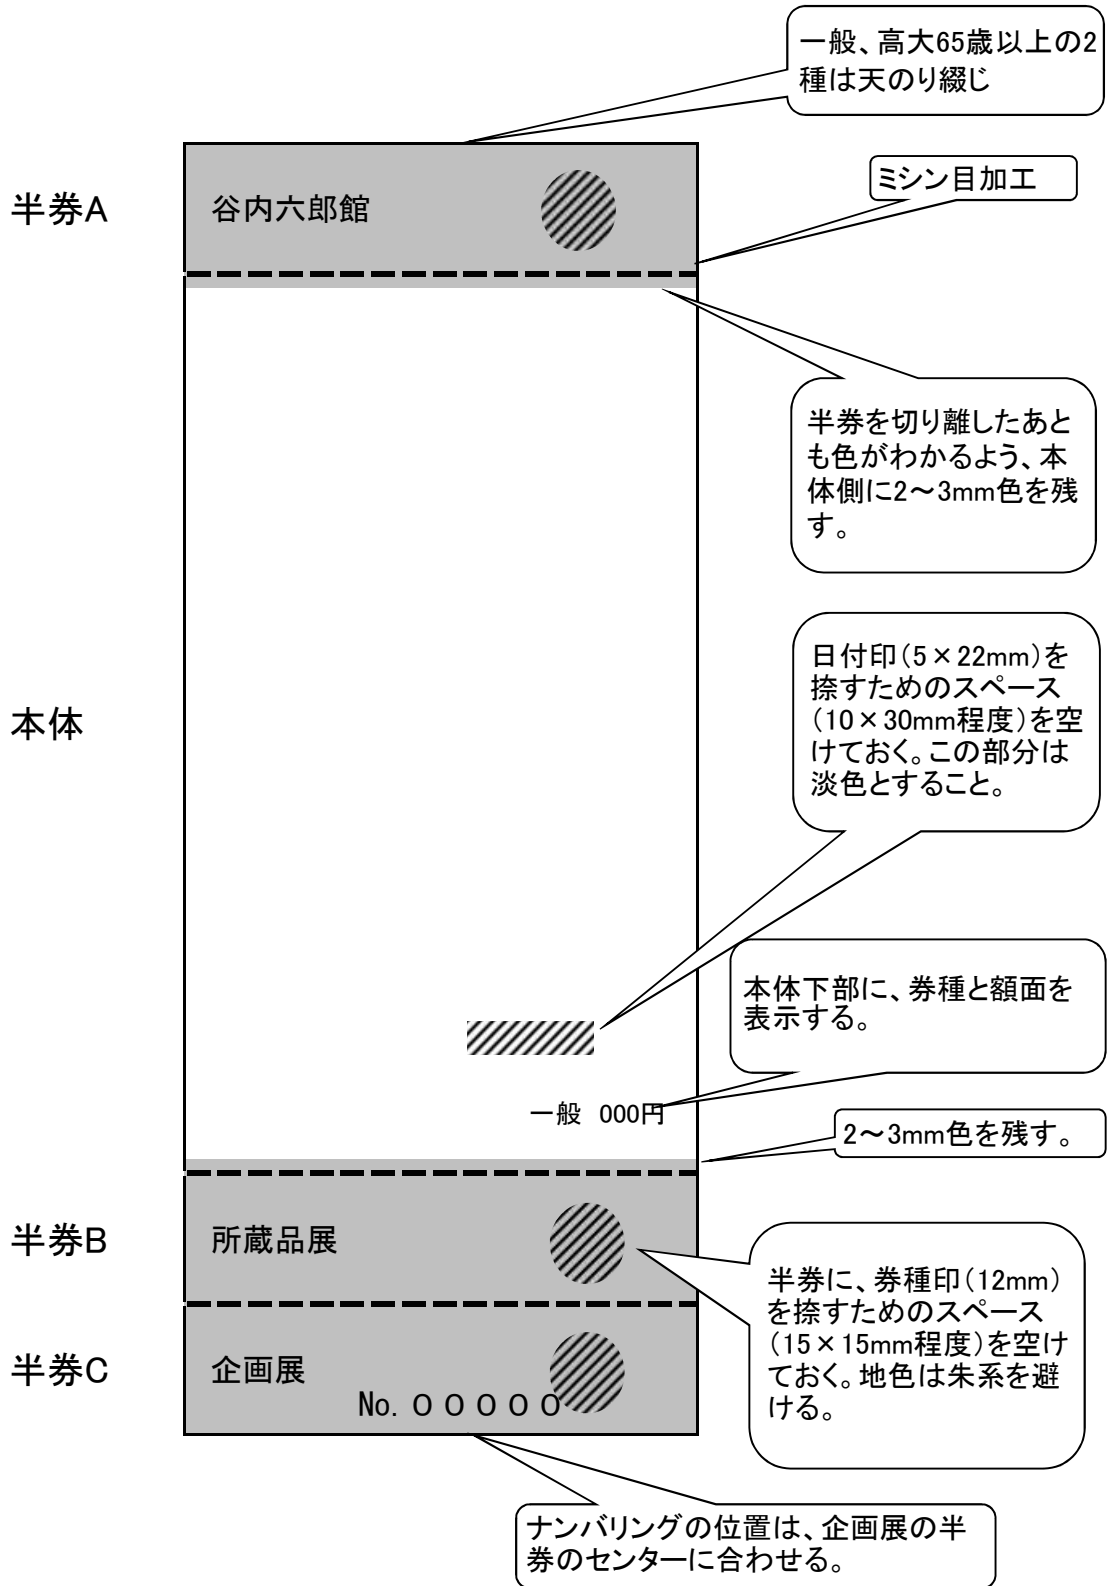 一般、高大65歳以上の2
種は天のり綴じ
ミシン目加工
半券A
谷内六郎館
半券を切り離したあと
も色がわかるよう、本
体側に2～3mm色を残
す。
日付印(5×22mm)を
捺すためのスペース
(10×30mm程度)を空
けておく。この部分は
淡色とすること。
本体
本体下部に、券種と額面を
表示する。
一般 000円
2～3mm色を残す。
半券B
所蔵品展
半券に、券種印(12mm)
を捺すためのスペース
(15×15mm程度)を空け
ておく。地色は朱系を避
ける。
半券C
企画展
No. ０００００
ナンバリングの位置は、企画展の半
券のセンターに合わせる。